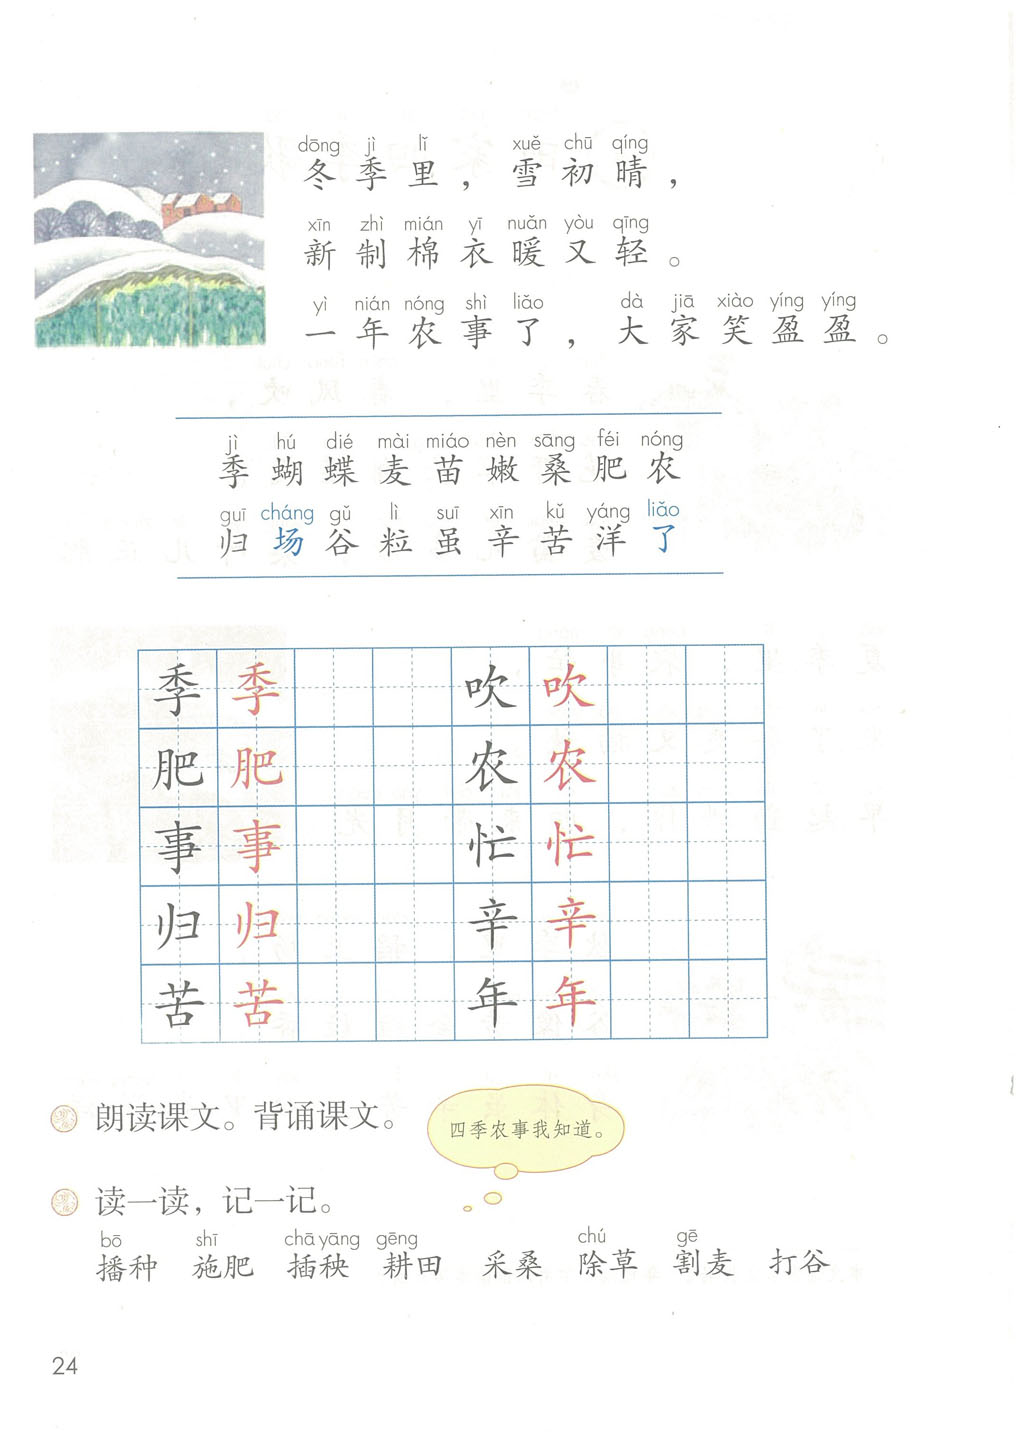 dōng jì lǐ xuě chū qíng
冬季里，雪初晴，
xīn zhì mián yī nuǎn yòu qīng
新制棉衣暖又轻。
yì nián nóng shì liǎo dà jiā xiào yíng yíng
一年农事了，大家笑盈盈。
jì hú dié mài miáo nèn sāng féi nóng
季蝴蝶麦苗嫩桑肥农
guī cháng gǔ lì suī xīn kǔ yáng liǎo
归场谷粒虽辛苦洋了
季季 吹吹
肥肥 农农
事事 忙忙
归归 辛辛
苦苦 年年
朗读课文。背诵课文。
四季农事我知道。
读一读，记一记。
bō shī chā yāng gēng chú gē
播种 施肥 插秧 耕田 采桑 除草 割麦 打谷
24